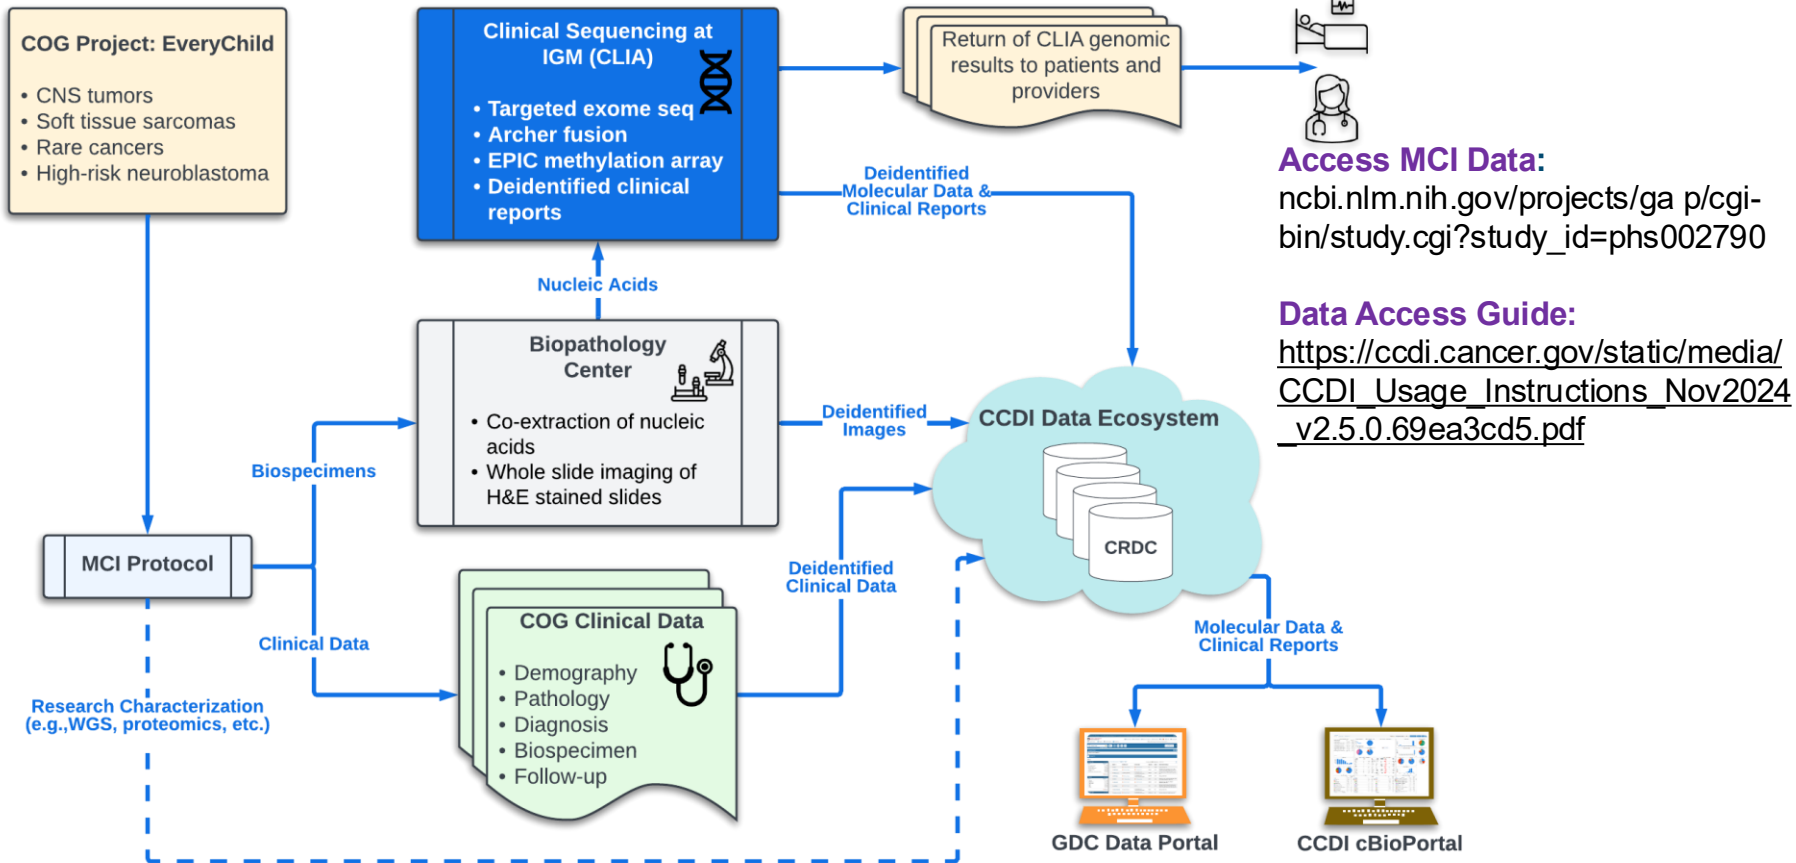 COG Project: EveryChild
• CNS tumors
• Soft tissue sarcomas
• Rare cancers
• High-risk neuroblastoma
Clinical Sequencing at
IGM (CLIA)
• Targeted exome seq
• Archer fusion
• EPIC methylation array
• Deidentified clinical
reports
Return of CLIA genomic
results to patients and
providers
Access MCI Data:
ncbi.nlm.nih.gov/projects/ga p/cgi-
bin/study.cgi?study_id=phs002790
Data Access Guide:
https://ccdi.cancer.gov/static/media/
CCDI_Usage_Instructions_Nov2024
_v2.5.0.69ea3cd5.pdf
Deidentified
Molecular Data &
Clinical Reports
Nucleic Acids
Biopathology
Center
• Co-extraction of nucleic
acids
• Whole slide imaging of
H&E stained slides
Deidentified
Images
CCDI Data Ecosystem
CRDC
Biospecimens
MCI Protocol
Clinical Data
Deidentified
Clinical Data
COG Clinical Data
• Demography
• Pathology
• Diagnosis
• Biospecimen
• Follow-up
Research Characterization
(e.g.,WGS, proteomics, etc.)
Molecular Data &
Clinical Reports
GDC Data Portal
CCDI cBioPortal